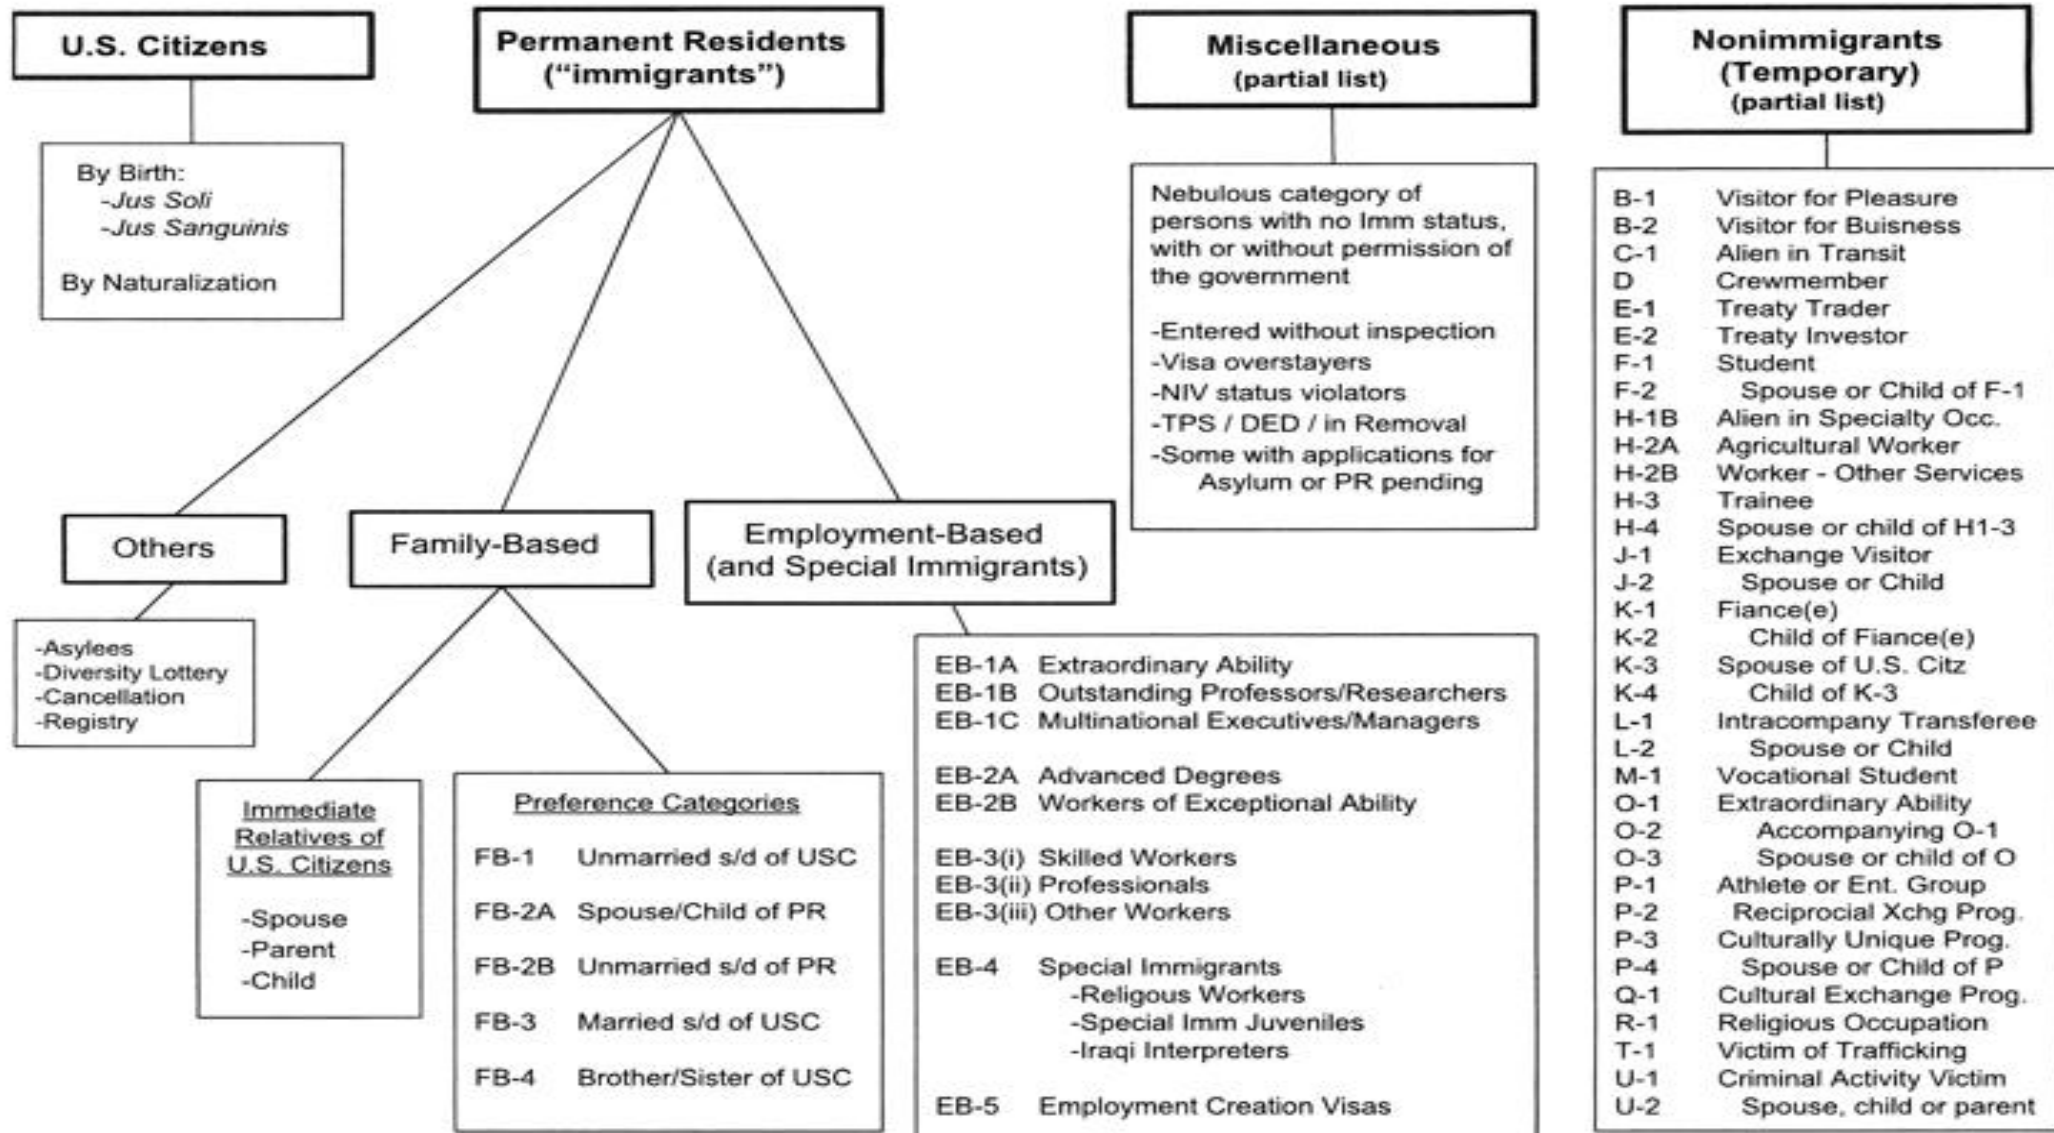 U.S. Citizens
By Birth:
-Jus Soli
-Jus Sanguinis
By Naturalization
Permanent Residents
("immigrants")
Others
-Asylees
-Diversity Lottery
-Cancellation
-Registry
Family-Based
Immediate
Relatives of
U.S. Citizens
-Spouse
-Parent
-Child
Preference Categories
FB-1 Unmarried s/d of USC
FB-2A Spouse/Child of PR
FB-2B Unmarried s/d of PR
FB-3 Married s/d of USC
FB-4 Brother/Sister of USC
Employment-Based
(and Special Immigrants)
EB-1A Extraordinary Ability
EB-1B Outstanding Professors/Researchers
EB-1C Multinational Executives/Managers
EB-2A Advanced Degrees
EB-2B Workers of Exceptional Ability
EB-3(i) Skilled Workers
EB-3(ii) Professionals
EB-3(iii) Other Workers
EB-4 Special Immigrants
-Religous Workers
-Special Imm Juveniles
-Iraqi Interpreters
EB-5 Employment Creation Visas
Miscellaneous
(partial list)
Nebulous category of
persons with no Imm status,
with or without permission of
the government
-Entered without inspection
-Visa overstayers
-NIV status violators
-TPS / DED / in Removal
-Some with applications for
Asylum or PR pending
Nonimmigrants
(Temporary)
(partial list)
B-1 Visitor for Pleasure
B-2 Visitor for Buisness
C-1 Alien in Transit
D Crewmember
E-1 Treaty Trader
E-2 Treaty Investor
F-1 Student
F-2 Spouse or Child of F-1
H-1B Alien in Specialty Occ.
H-2A Agricultural Worker
H-2B Worker - Other Services
H-3 Trainee
H-4 Spouse or child of H1-3
J-1 Exchange Visitor
J-2 Spouse or Child
K-1 Fiance(e)
K-2 Child of Fiance(e)
K-3 Spouse of U.S. Citz
K-4 Child of K-3
L-1 Intracompany Transferee
L-2 Spouse or Child
M-1 Vocational Student
O-1 Extraordinary Ability
O-2 Accompanying O-1
O-3 Spouse or child of O
P-1 Athlete or Ent. Group
P-2 Reciprocial Xchg Prog.
P-3 Culturally Unique Prog.
P-4 Spouse or Child of P
Q-1 Cultural Exchange Prog.
R-1 Religious Occupation
T-1 Victim of Trafficking
U-1 Criminal Activity Victim
U-2 Spouse, child or parent